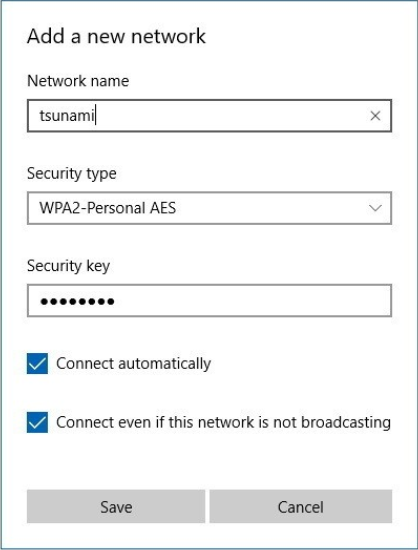 Add a new network
Network name
tsunami
Security type
WPA2-Personal AES
Security key
●●●●●●●●
Connect automatically
Connect even if this network is not broadcasting
Save
Cancel